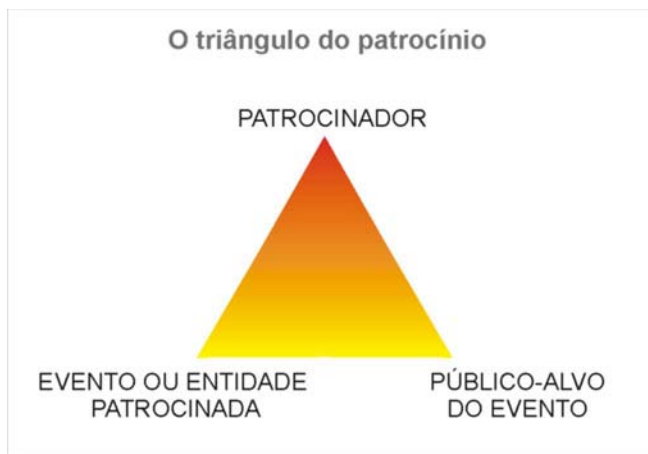 O triângulo do patrocínio
PATROCINADOR
EVENTO OU ENTIDADE
PATROCINADA
PÚBLICO-ALVO
DO EVENTO